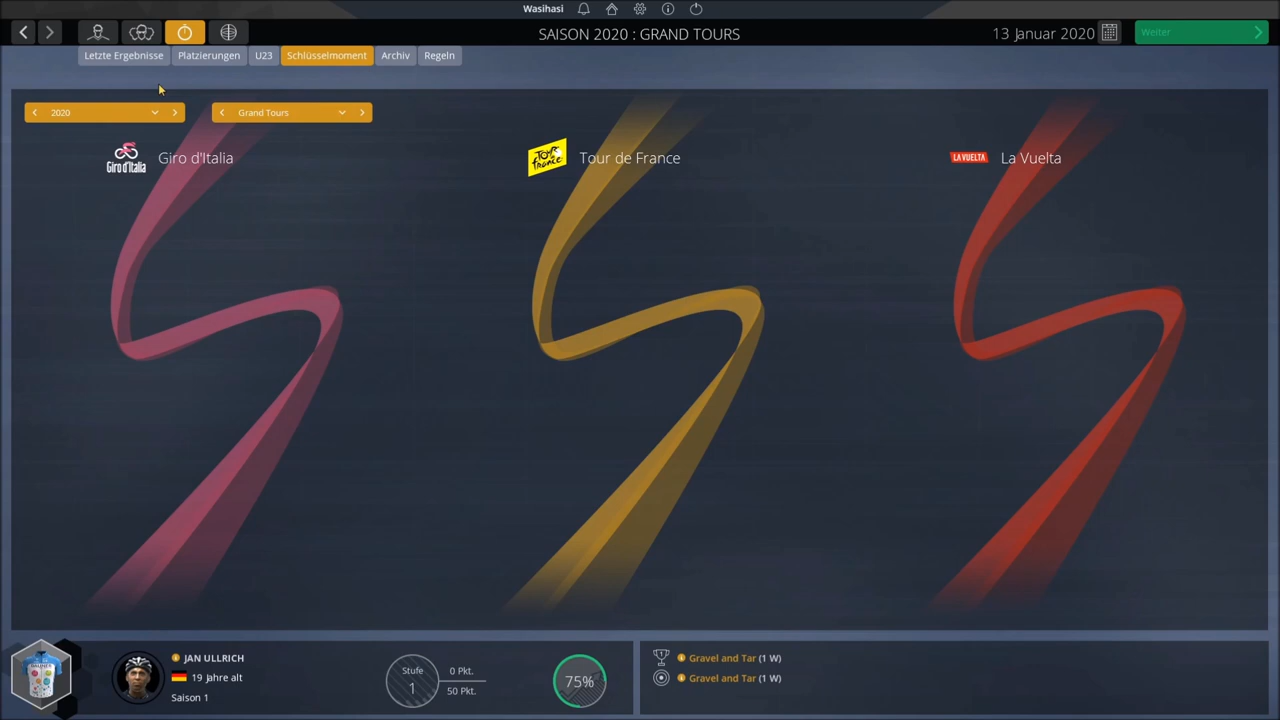 Wasihasi
SAISON 2020 : GRAND TOURS
13 Januar 2020
Weiter
Letzte Ergebnisse
Platzierungen
U23
Schlüsselmoment
Archiv
Regeln
2020
Grand Tours
Giro d'Italia
Giro d'Italia
TOUR de france
Tour de France
LA VUELTA
La Vuelta
JAN ULLRICH
19 Jahre alt
Saison 1
Stufe
1
0 Pkt.
50 Pkt.
75%
Gravel and Tar (1 W)
Gravel and Tar (1 W)